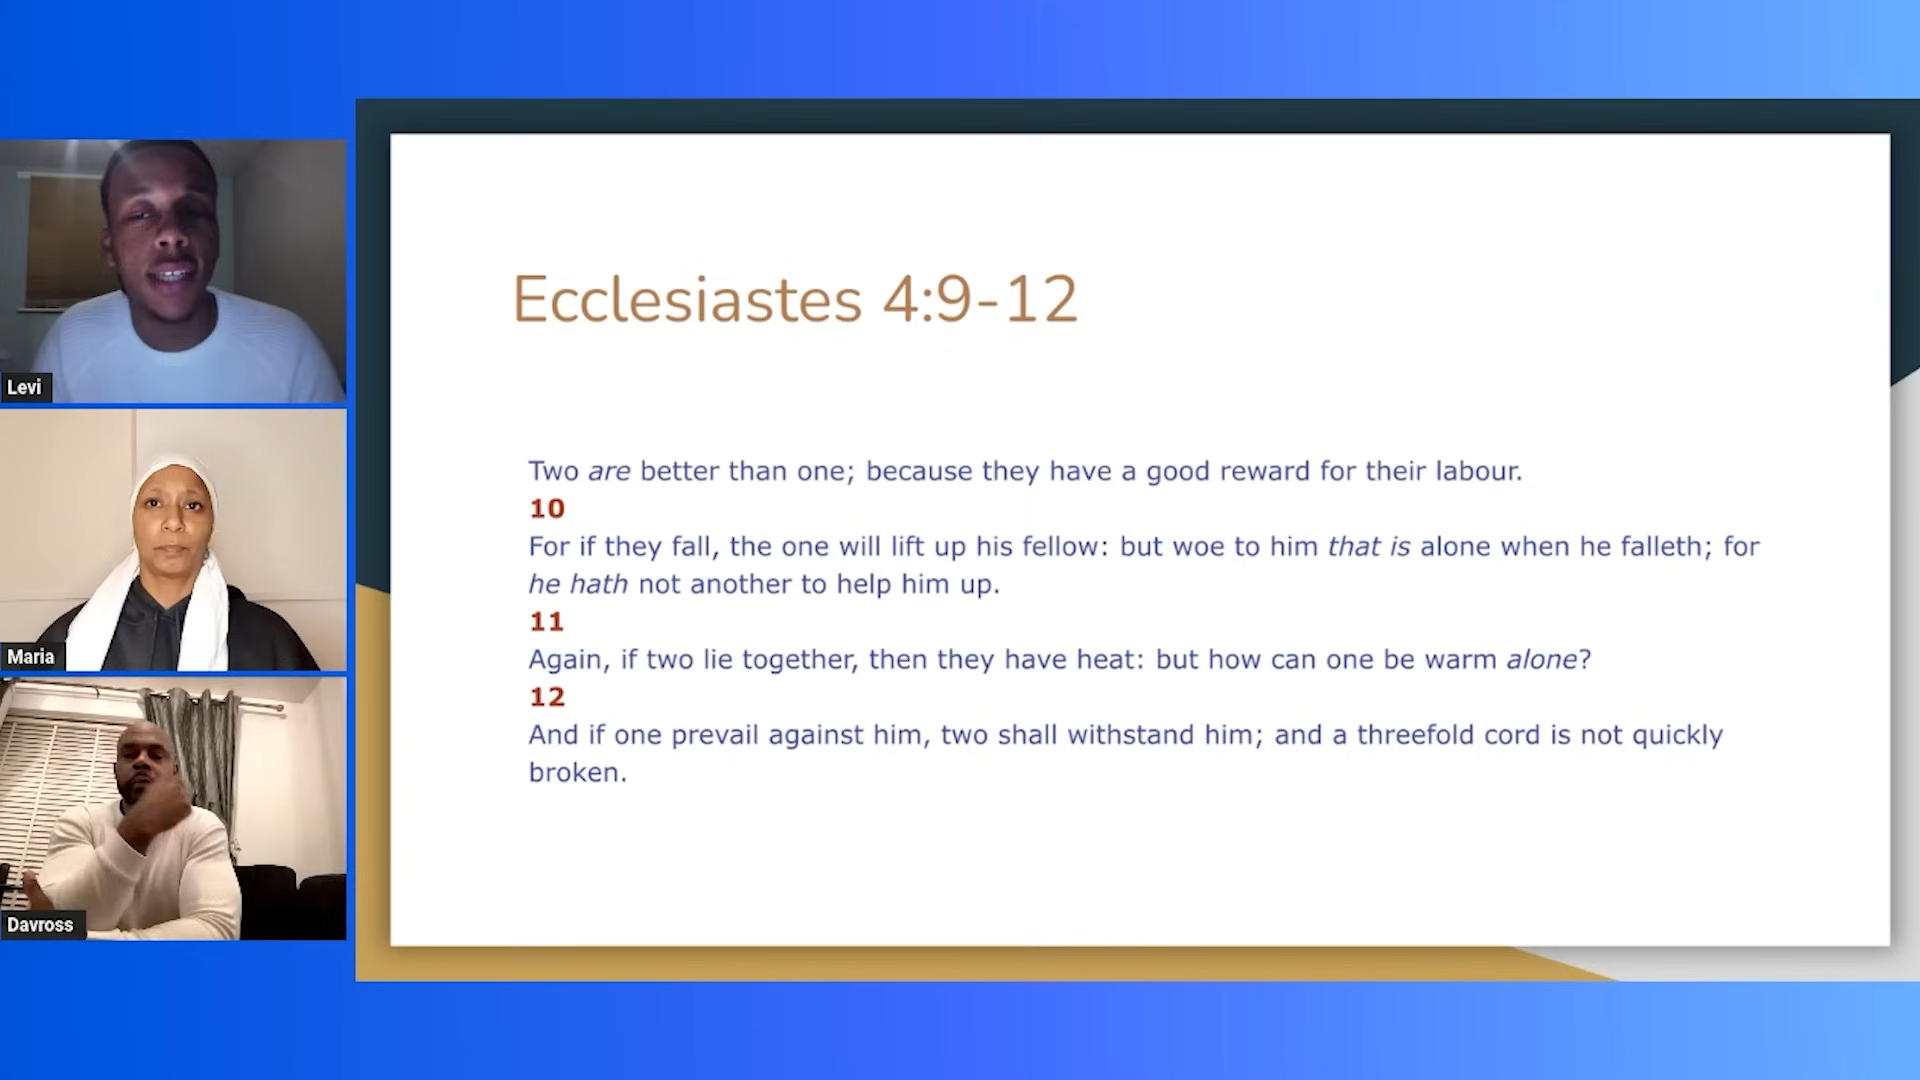 Ecclesiastes 4:9-12
Two are better than one; because they have a good reward for their labour.
10
For if they fall, the one will lift up his fellow: but woe to him that is alone when he falleth; for
he hath not another to help him up.
11
Again, if two lie together, then they have heat: but how can one be warm alone?
12
And if one prevail against him, two shall withstand him; and a threefold cord is not quickly
broken.
Levi
Maria
Davross